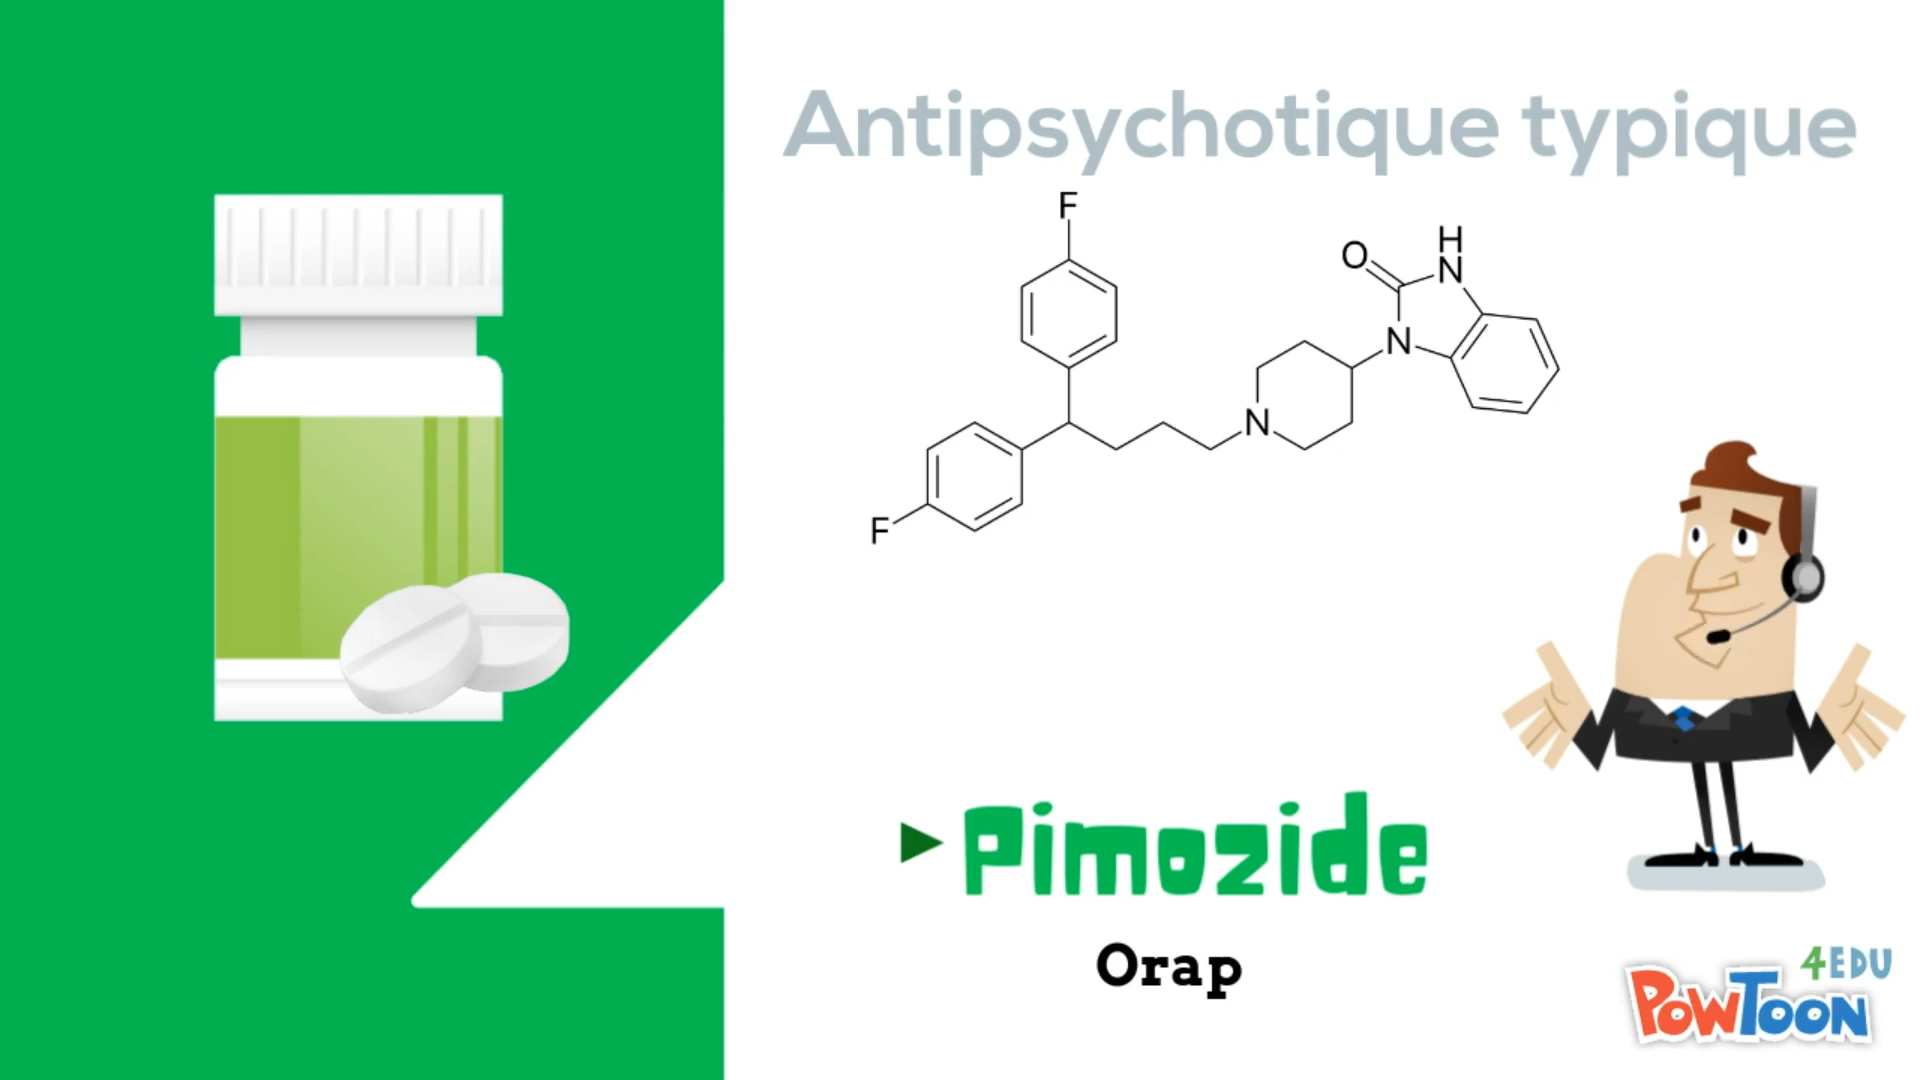 Antipsychotique typique
F
O
H
N
N
N
F
Pimozide
Orap
4EDU
POWTOON